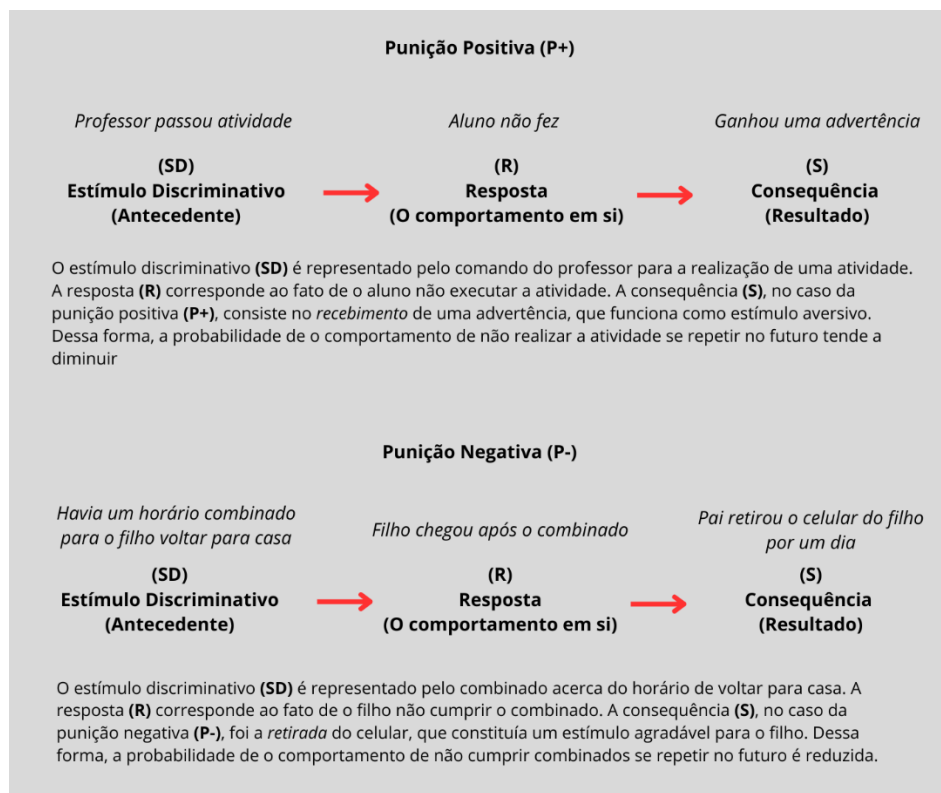 Punição Positiva (P+)
Professor passou atividade
Aluno não fez
Ganhou uma advertência
(SD)
Estímulo Discriminativo
(Antecedente)
(R)
Resposta
(O comportamento em si)
(S)
Consequência
(Resultado)
O estímulo discriminativo (SD) é representado pelo comando do professor para a realização de uma atividade.
A resposta (R) corresponde ao fato de o aluno não executar a atividade. A consequência (S), no caso da
punição positiva (P+), consiste no recebimento de uma advertência, que funciona como estímulo aversivo.
Dessa forma, a probabilidade de o comportamento de não realizar a atividade se repetir no futuro tende a
diminuir
Punição Negativa (P-)
Havia um horário combinado
para o filho voltar para casa
Filho chegou após o combinado
Pai retirou o celular do filho
por um dia
(SD)
Estímulo Discriminativo
(Antecedente)
(R)
Resposta
(O comportamento em si)
(S)
Consequência
(Resultado)
O estímulo discriminativo (SD) é representado pelo combinado acerca do horário de voltar para casa. A
resposta (R) corresponde ao fato de o filho não cumprir o combinado. A consequência (S), no caso da
punição negativa (P-), foi a retirada do celular, que constituía um estímulo agradável para o filho. Dessa
forma, a probabilidade de o comportamento de não cumprir combinados se repetir no futuro é reduzida.